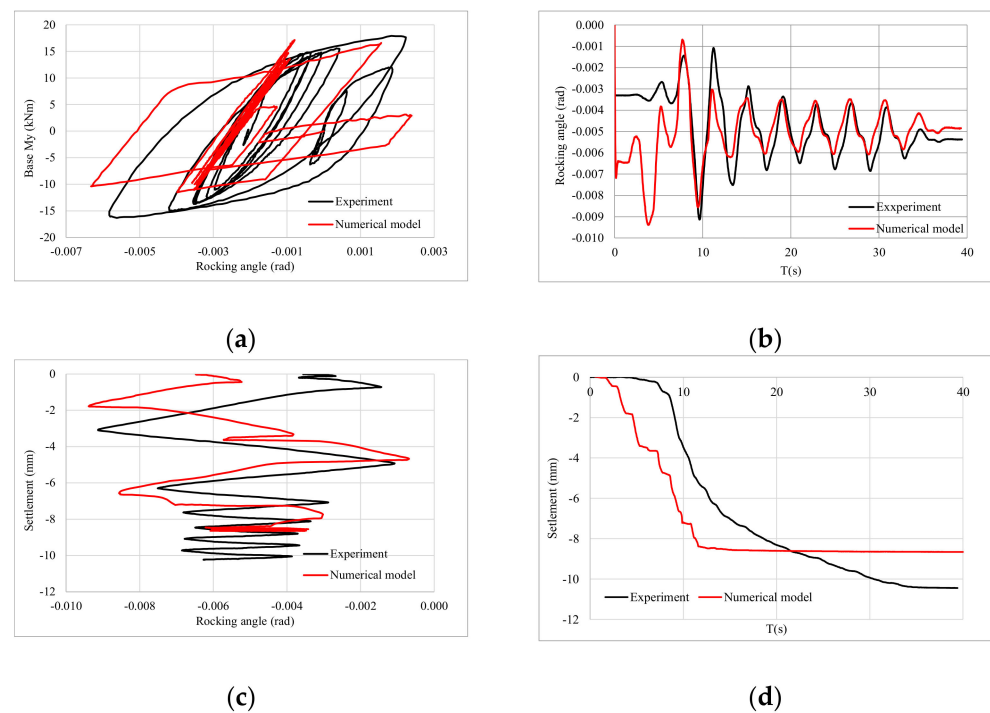 20
15
10
5
0
-5
-10
-15
-20
Base My (kNm)
-0.007
-0.005
-0.003
-0.001
0.001
0.003
Rocking angle (rad)
Experiment
Numerical model
(a)
0.000
-0.001
-0.002
-0.003
-0.004
-0.005
-0.006
-0.007
-0.008
-0.009
-0.010
Rocking angle (rad)
0
10
20
30
40
T(s)
Exxperiment
Numerical model
(b)
0
-2
-4
-6
-8
-10
-12
Settlement (mm)
-0.010
-0.008
-0.006
-0.004
-0.002
0.000
Rocking angle (rad)
Experiment
Numerical model
(c)
0
-2
-4
-6
-8
-10
-12
Settlement (mm)
0
10
20
30
40
T(s)
Experiment
Numerical model
(d)